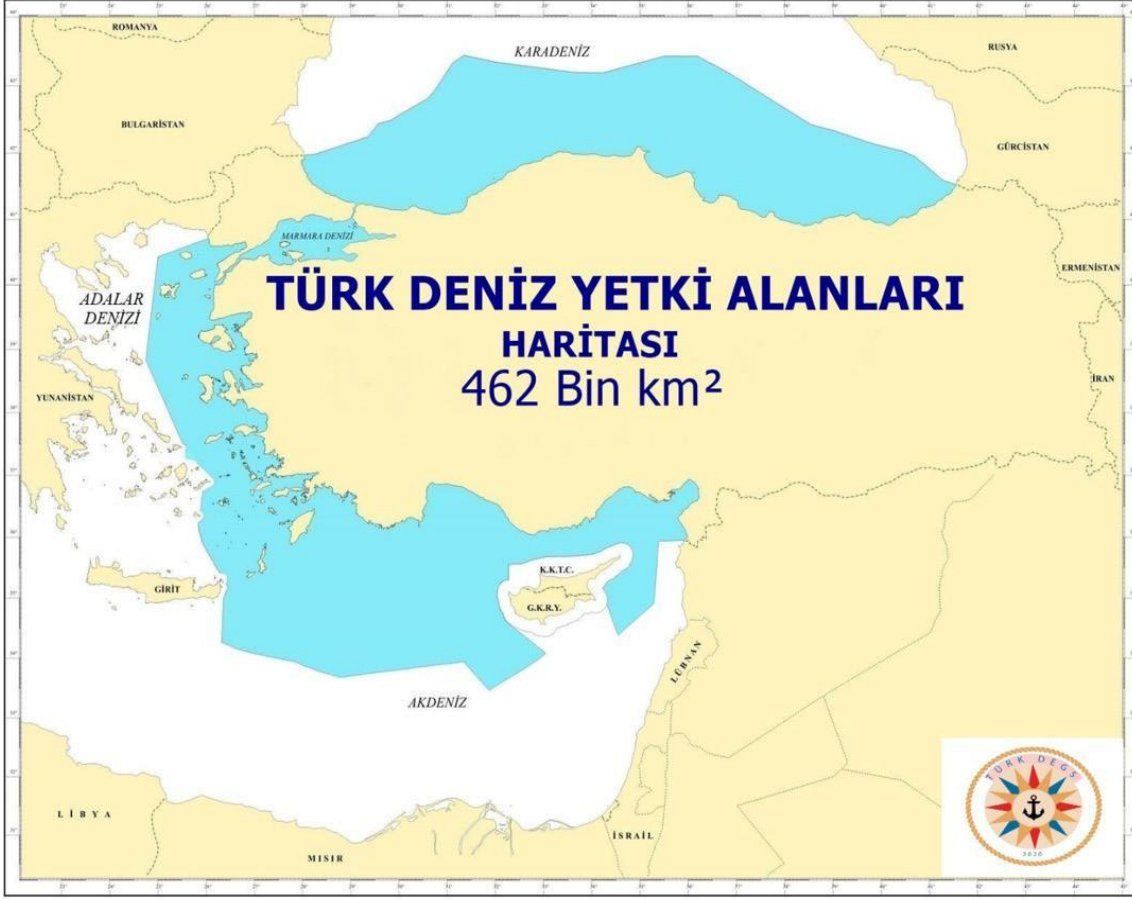 ROMANYA
KARADENİZ
RUSYA
BULGARİSTAN
GÜRCİSTAN
MARMARA DENİZİ
ERMENİSTAN
ADALAR
DENİZİ
TÜRK DENİZ YETKİ ALANLARI
HARİTASI
462 Bin km²
YUNANİSTAN
İRAN
K.K.T.C.
GİRİT
G.K.R.Y.
LÜBNAN
AKDENİZ
TÜRK DEGS
2020
LİBYA
İSRAİL
MISIR